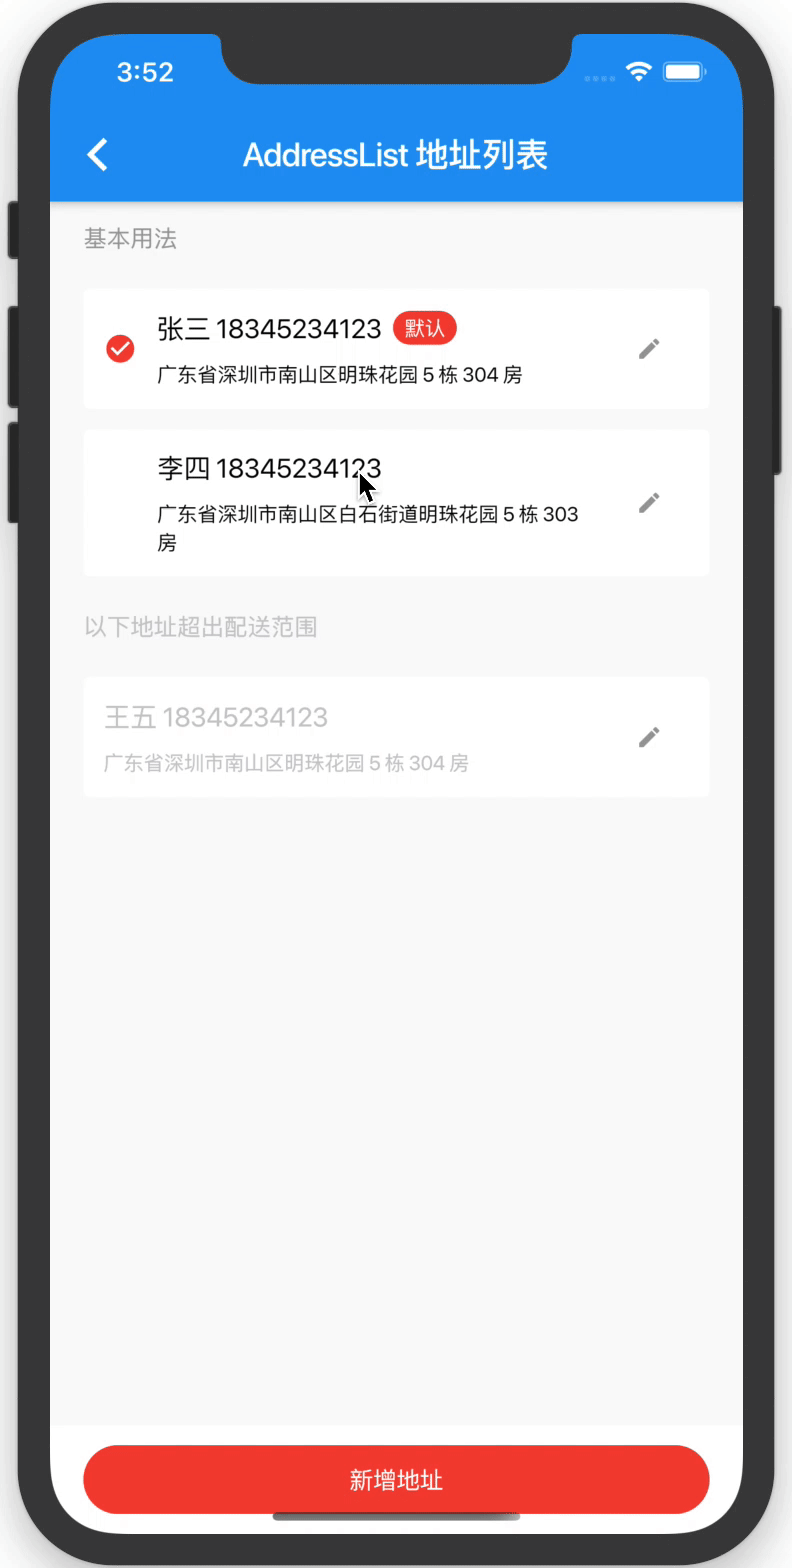 3:52
AddressList 地址列表
基本用法
张三 18345234123 默认
广东省深圳市南山区明珠花园 5 栋 304 房
李四 18345234123
广东省深圳市南山区白石街道明珠花园 5 栋 303
房
以下地址超出配送范围
王五 18345234123
广东省深圳市南山区明珠花园 5 栋 304 房
新增地址